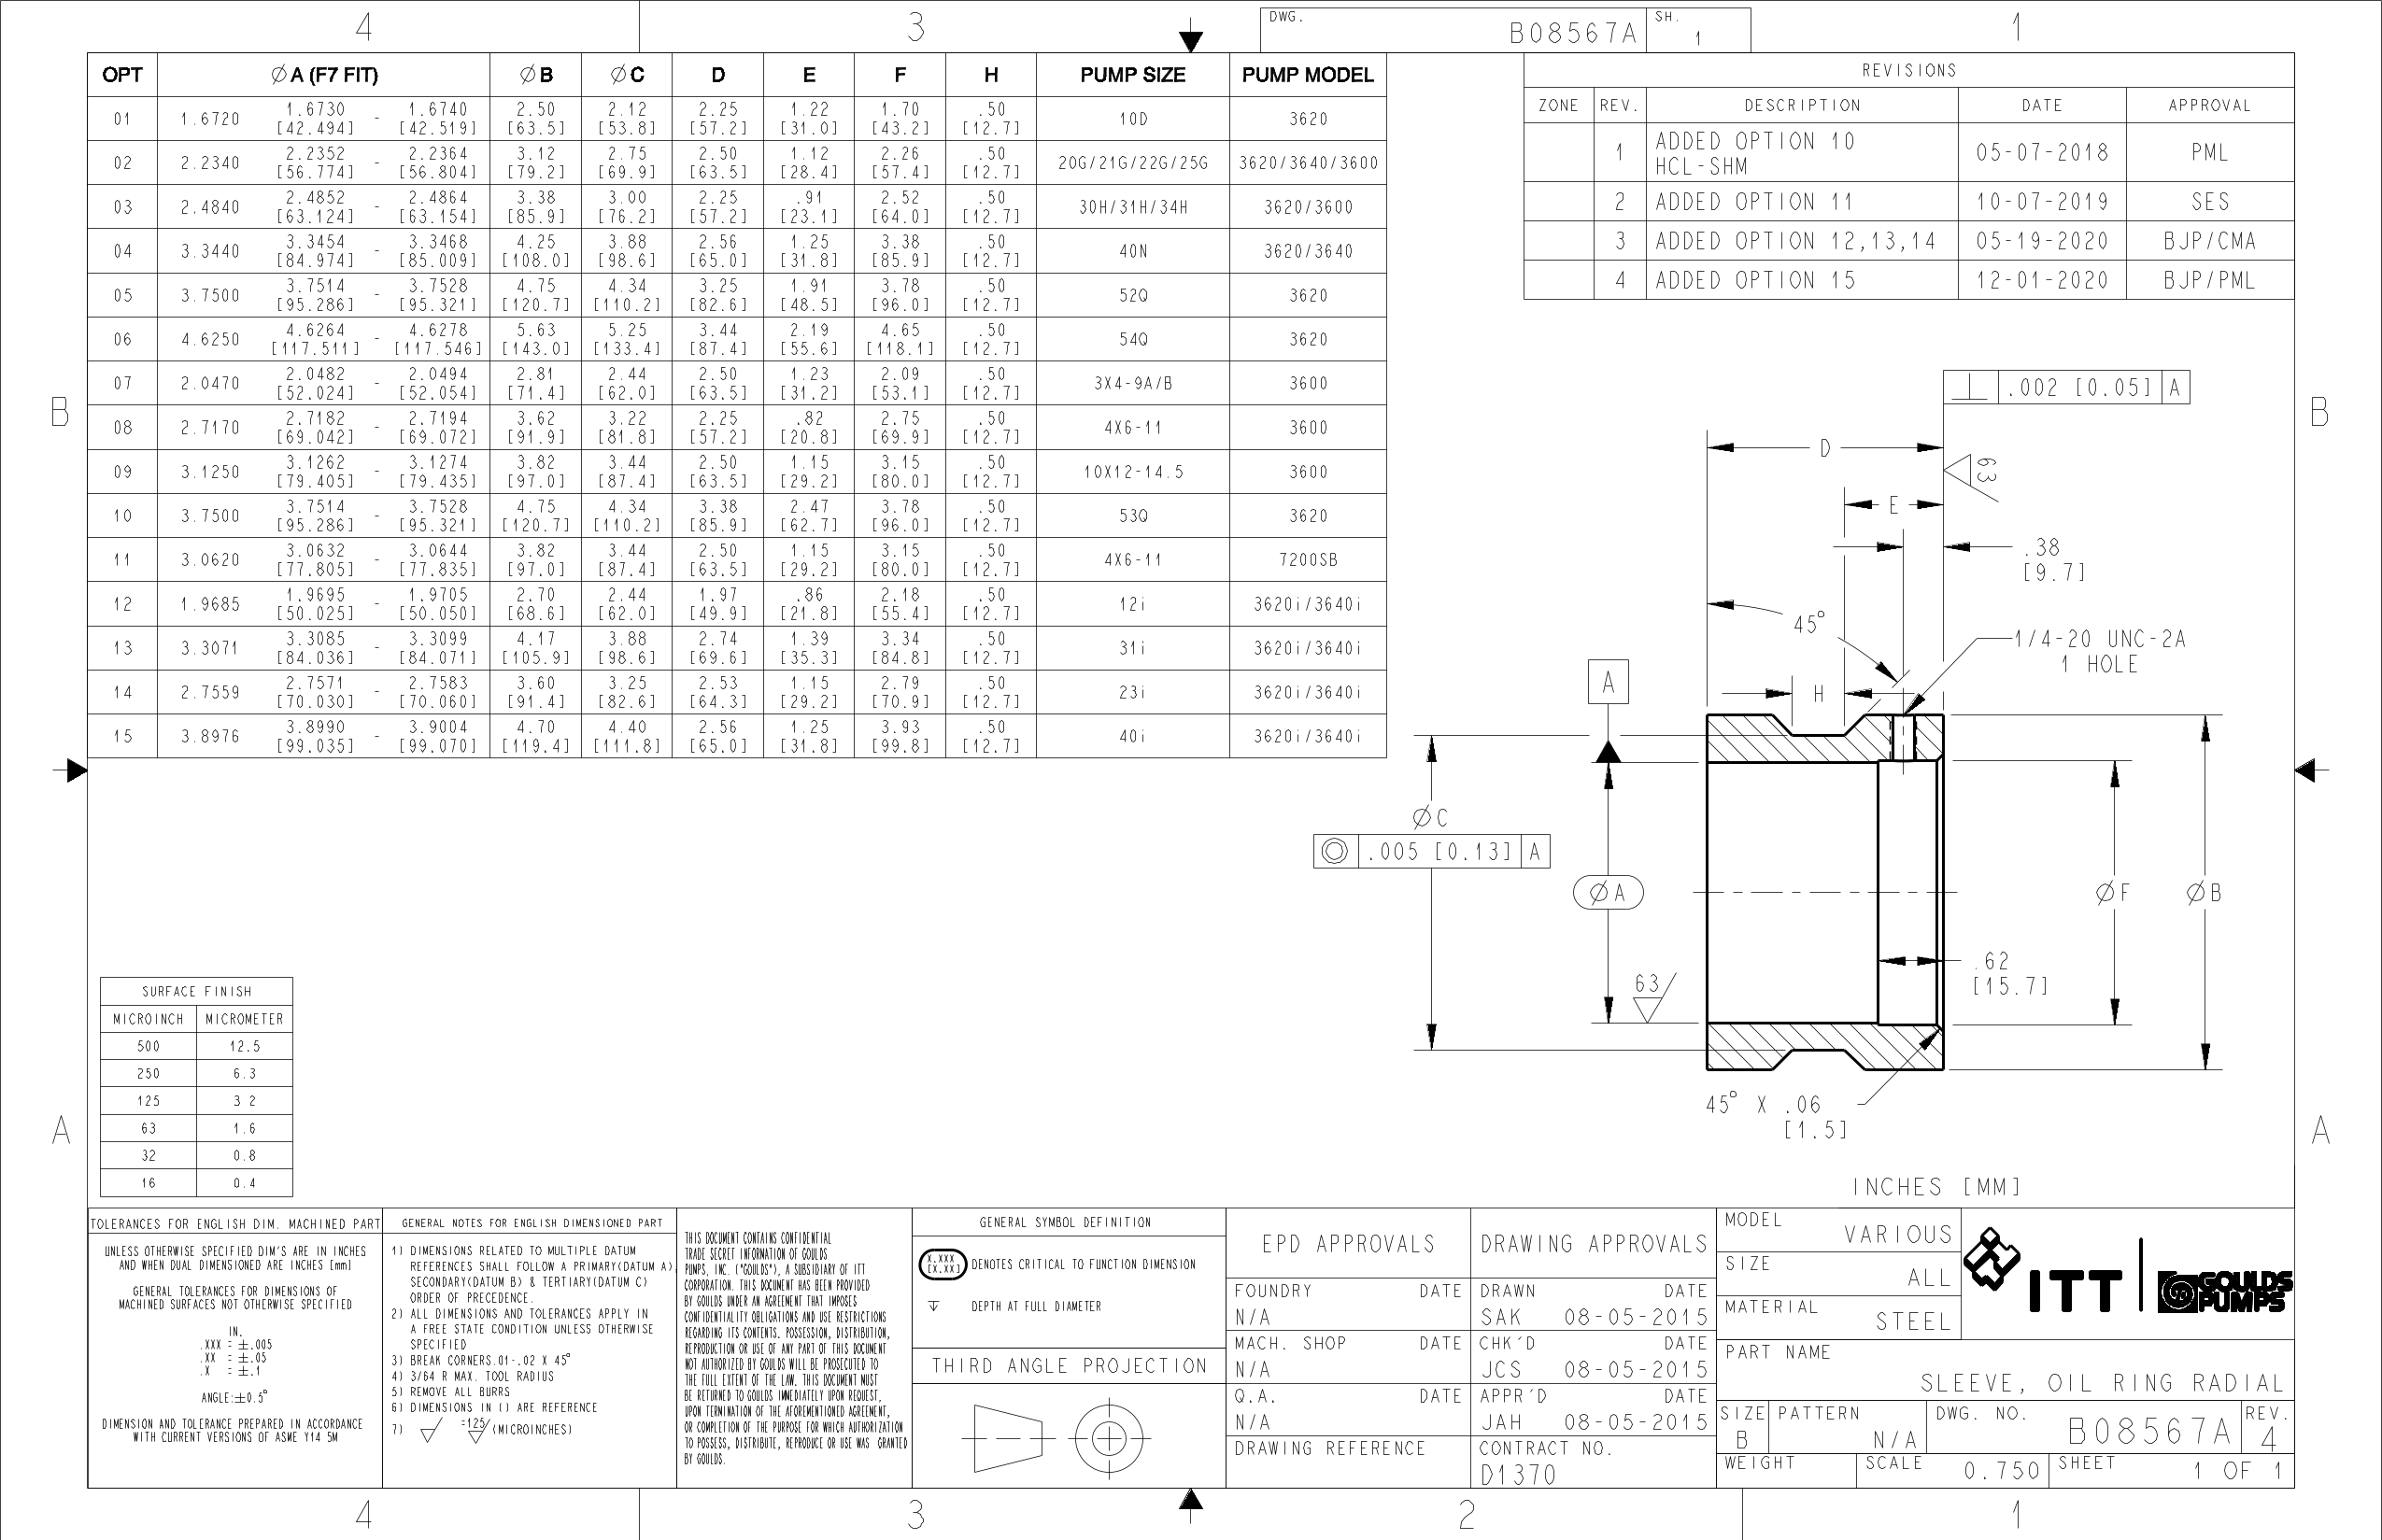 4 3 1
DWG. B08567A SH. 1
OPT ∅A (F7 FIT) ∅B ∅C D E F H PUMP SIZE PUMP MODEL
01 1.6720 1.6730 [42.494] - 1.6740 [42.519] 2.50 [63.5] 2.12 [53.8] 2.25 [57.2] 1.22 [31.0] 1.70 [43.2] .50 [12.7] 10D 3620
02 2.2340 2.2352 [56.774] - 2.2364 [56.804] 3.12 [79.2] 2.75 [69.9] 2.50 [63.5] 1.12 [28.4] 2.26 [57.4] .50 [12.7] 20G/21G/22G/25G 3620/3640/3600
03 2.4840 2.4852 [63.124] - 2.4864 [63.154] 3.38 [85.9] 3.00 [76.2] 2.25 [57.2] .91 [23.1] 2.52 [64.0] .50 [12.7] 30H/31H/34H 3620/3600
04 3.3440 3.3454 [84.974] - 3.3468 [85.009] 4.25 [108.0] 3.88 [98.6] 2.56 [65.0] 1.25 [31.8] 3.38 [85.9] .50 [12.7] 40N 3620/3640
05 3.7500 3.7514 [95.286] - 3.7528 [95.321] 4.75 [120.7] 4.34 [110.2] 3.25 [82.6] 1.91 [48.5] 3.78 [96.0] .50 [12.7] 52Q 3620
06 4.6250 4.6264 [117.511] - 4.6278 [117.546] 5.63 [143.0] 5.25 [133.4] 3.44 [87.4] 2.19 [55.6] 4.65 [118.1] .50 [12.7] 54Q 3620
07 2.0470 2.0482 [52.024] - 2.0494 [52.054] 2.81 [71.4] 2.44 [62.0] 2.50 [63.5] 1.23 [31.2] 2.09 [53.1] .50 [12.7] 3X4-9A/B 3600
08 2.7170 2.7182 [69.042] - 2.7194 [69.072] 3.62 [91.9] 3.22 [81.8] 2.25 [57.2] .82 [20.8] 2.75 [69.9] .50 [12.7] 4X6-11 3600
09 3.1250 3.1262 [79.405] - 3.1274 [79.435] 3.82 [97.0] 3.44 [87.4] 2.50 [63.5] 1.15 [29.2] 3.15 [80.0] .50 [12.7] 10X12-14.5 3600
10 3.7500 3.7514 [95.286] - 3.7528 [95.321] 4.75 [120.7] 4.34 [110.2] 3.38 [85.9] 2.47 [62.7] 3.78 [96.0] .50 [12.7] 53Q 3620
11 3.0620 3.0632 [77.805] - 3.0644 [77.835] 3.82 [97.0] 3.44 [87.4] 2.50 [63.5] 1.15 [29.2] 3.15 [80.0] .50 [12.7] 4X6-11 7200SB
12 1.9685 1.9695 [50.025] - 1.9705 [50.050] 2.70 [68.6] 2.44 [62.0] 1.97 [49.9] .86 [21.8] 2.18 [55.4] .50 [12.7] 12i 3620i/3640i
13 3.3071 3.3085 [84.036] - 3.3099 [84.071] 4.17 [105.9] 3.88 [98.6] 2.74 [69.6] 1.39 [35.3] 3.34 [84.8] .50 [12.7] 31i 3620i/3640i
14 2.7559 2.7571 [70.030] - 2.7583 [70.060] 3.60 [91.4] 3.25 [82.6] 2.53 [64.3] 1.15 [29.2] 2.79 [70.9] .50 [12.7] 23i 3620i/3640i
15 3.8976 3.8990 [99.035] - 3.9004 [99.070] 4.70 [119.4] 4.40 [111.8] 2.56 [65.0] 1.25 [31.8] 3.93 [99.8] .50 [12.7] 40i 3620i/3640i
REVISIONS
ZONE REV. DESCRIPTION DATE APPROVAL
1 ADDED OPTION 10 05-07-2018 PML
HCL-SHM
2 ADDED OPTION 11 10-07-2019 SES
3 ADDED OPTION 12,13,14 05-19-2020 BJP/CMA
4 ADDED OPTION 15 12-01-2020 BJP/PML
B B
⊥ .002 [0.05] A
D
63
E
.38
[9.7]
45°
1/4-20 UNC-2A
1 HOLE
A
H
∅C
◎ .005 [0.13] A
∅A ∅F ∅B
.62
[15.7]
63
45° X .06
[1.5]
A A
SURFACE FINISH
MICROINCH MICROMETER
500 12.5
250 6.3
125 3 2
63 1.6
32 0.8
16 0.4
INCHES [MM]
TOLERANCES FOR ENGLISH DIM. MACHINED PART
UNLESS OTHERWISE SPECIFIED DIM'S ARE IN INCHES
AND WHEN DUAL DIMENSIONED ARE INCHES [mm]
GENERAL TOLERANCES FOR DIMENSIONS OF
MACHINED SURFACES NOT OTHERWISE SPECIFIED
IN.
.XXX = ±.005
.XX = ±.05
.X = ±.1
ANGLE:±0.5°
DIMENSION AND TOLERANCE PREPARED IN ACCORDANCE
WITH CURRENT VERSIONS OF ASME Y14 5M
GENERAL NOTES FOR ENGLISH DIMENSIONED PART
1) DIMENSIONS RELATED TO MULTIPLE DATUM
REFERENCES SHALL FOLLOW A PRIMARY(DATUM A),
SECONDARY(DATUM B) & TERTIARY(DATUM C)
ORDER OF PRECEDENCE.
2) ALL DIMENSIONS AND TOLERANCES APPLY IN
A FREE STATE CONDITION UNLESS OTHERWISE
SPECIFIED
3) BREAK CORNERS.01-.02 X 45°
4) 3/64 R MAX. TOOL RADIUS
5) REMOVE ALL BURRS
6) DIMENSIONS IN () ARE REFERENCE
7) =125 (MICROINCHES)
THIS DOCUMENT CONTAINS CONFIDENTIAL
TRADE SECRET INFORMATION OF GOULDS
PUMPS, INC. ("GOULDS"), A SUBSIDIARY OF ITT
CORPORATION. THIS DOCUMENT HAS BEEN PROVIDED
BY GOULDS UNDER AN AGREEMENT THAT IMPOSES
CONFIDENTIALITY OBLIGATIONS AND USE RESTRICTIONS
REGARDING ITS CONTENTS. POSSESSION, DISTRIBUTION,
REPRODUCTION OR USE OF ANY PART OF THIS DOCUMENT
NOT AUTHORIZED BY GOULDS WILL BE PROSECUTED TO
THE FULL EXTENT OF THE LAW. THIS DOCUMENT MUST
BE RETURNED TO GOULDS IMMEDIATELY UPON REQUEST,
UPON TERMINATION OF THE AFOREMENTIONED AGREEMENT,
OR COMPLETION OF THE PURPOSE FOR WHICH AUTHORIZATION
TO POSSESS, DISTRIBUTE, REPRODUCE OR USE WAS GRANTED
BY GOULDS.
GENERAL SYMBOL DEFINITION
X.XXX
[X.XX]
DENOTES CRITICAL TO FUNCTION DIMENSION
DEPTH AT FULL DIAMETER
THIRD ANGLE PROJECTION
EPD APPROVALS
FOUNDRY DATE
N/A
MACH. SHOP DATE
N/A
Q.A. DATE
N/A
DRAWING REFERENCE
DRAWING APPROVALS
DRAWN DATE
SAK 08-05-2015
CHK'D DATE
JCS 08-05-2015
APPR'D DATE
JAH 08-05-2015
CONTRACT NO.
D1370
MODEL
VARIOUS
SIZE
ALL
MATERIAL
STEEL
ITT GOULDS
PUMPS
PART NAME
SLEEVE, OIL RING RADIAL
SIZE PATTERN DWG. NO. REV.
B N/A B08567A 4
WEIGHT SCALE 0.750 SHEET 1 OF 1
4 3 2 1